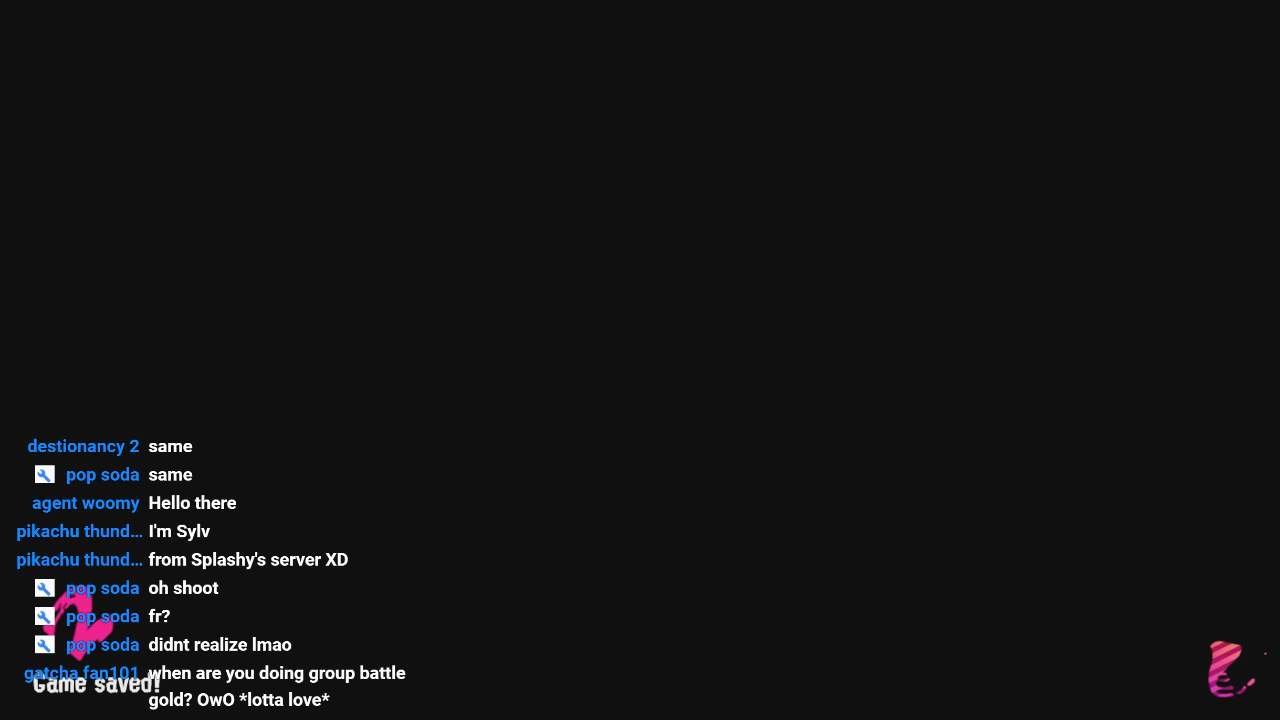 destionancy 2 same
pop soda same
agent woomy Hello there
pikachu thund... I'm Sylv
pikachu thund... from Splashy's server XD
pop soda oh shoot
pop soda fr?
pop soda didnt realize lmao
gatcha fan101 when are you doing group battle
Game saved!
gold? OwO *lotta love*